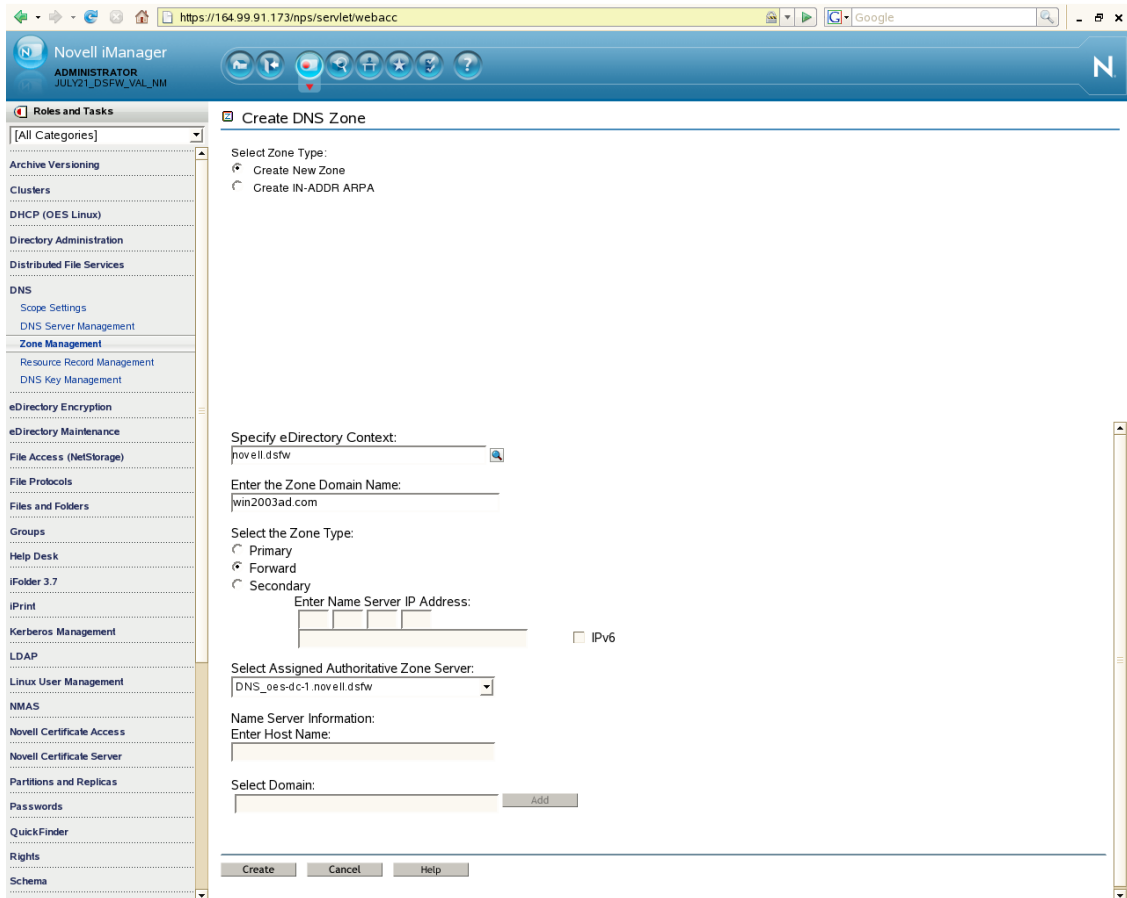 https://164.99.91.173/nps/servlet/webacc
G Google
N Novell iManager
ADMINISTRATOR
JULY21_DSFW_VAL_NM
N
Roles and Tasks
[All Categories]
Archive Versioning
Clusters
DHCP (OES Linux)
Directory Administration
Distributed File Services
DNS
Scope Settings
DNS Server Management
Zone Management
Resource Record Management
DNS Key Management
eDirectory Encryption
eDirectory Maintenance
File Access (NetStorage)
File Protocols
Files and Folders
Groups
Help Desk
iFolder 3.7
iPrint
Kerberos Management
LDAP
Linux User Management
NMAS
Novell Certificate Access
Novell Certificate Server
Partitions and Replicas
Passwords
QuickFinder
Rights
Schema
Create DNS Zone
Select Zone Type:
Create New Zone
Create IN-ADDR ARPA
Specify eDirectory Context:
novell.dsfw
Enter the Zone Domain Name:
win2003ad.com
Select the Zone Type:
Primary
Forward
Secondary
Enter Name Server IP Address:
IPv6
Select Assigned Authoritative Zone Server:
DNS_oes-dc-1.novell.dsfw
Name Server Information:
Enter Host Name:
Select Domain:
Add
Create Cancel Help